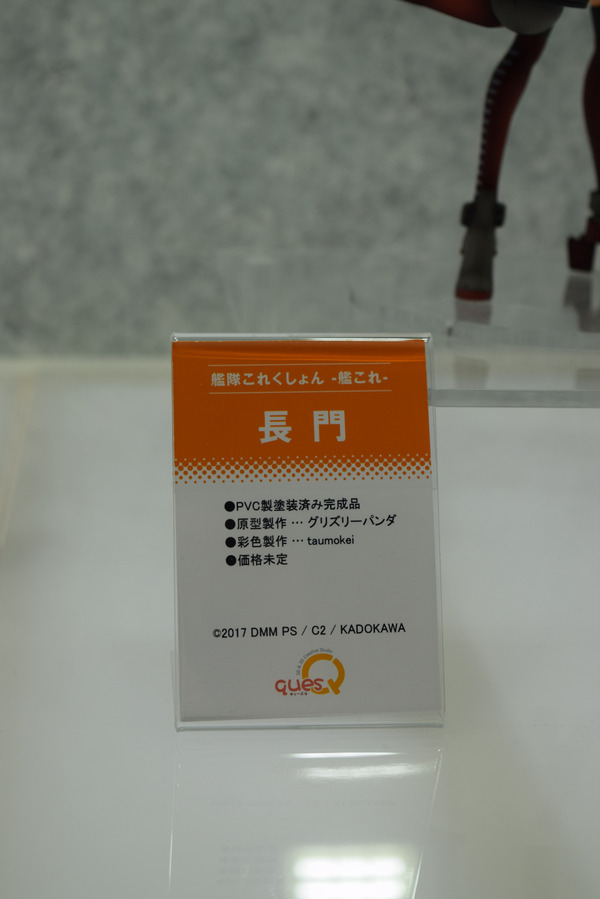 艦隊これくしょん -艦これ-
長門
●PVC製塗装済み完成品
●原型製作 … グリズリーパンダ
●彩色製作 … taumokei
●価格未定
©2017 DMM PS / C2 / KADOKAWA
quesQ